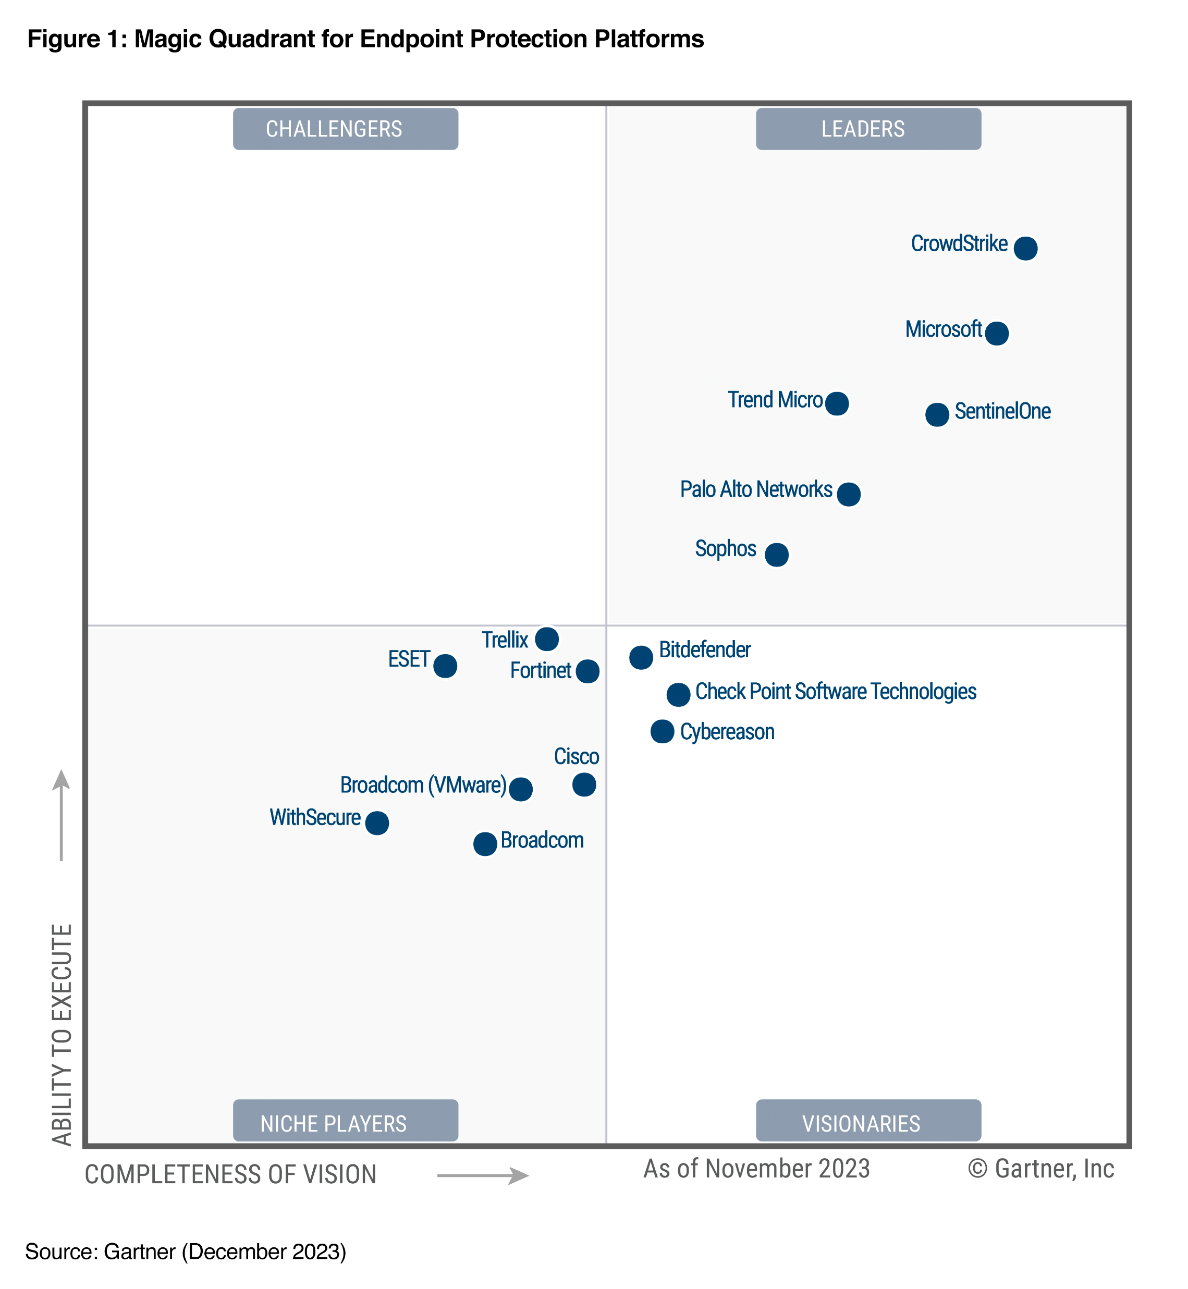 Figure 1: Magic Quadrant for Endpoint Protection Platforms
CHALLENGERS
LEADERS
CrowdStrike
Microsoft
Trend Micro
SentinelOne
Palo Alto Networks
Sophos
Trellix
ESET
Fortinet
Bitdefender
Check Point Software Technologies
Cybereason
Cisco
Broadcom (VMware)
WithSecure
Broadcom
ABILITY TO EXECUTE
NICHE PLAYERS
VISIONARIES
COMPLETENESS OF VISION
As of November 2023
© Gartner, Inc
Source: Gartner (December 2023)